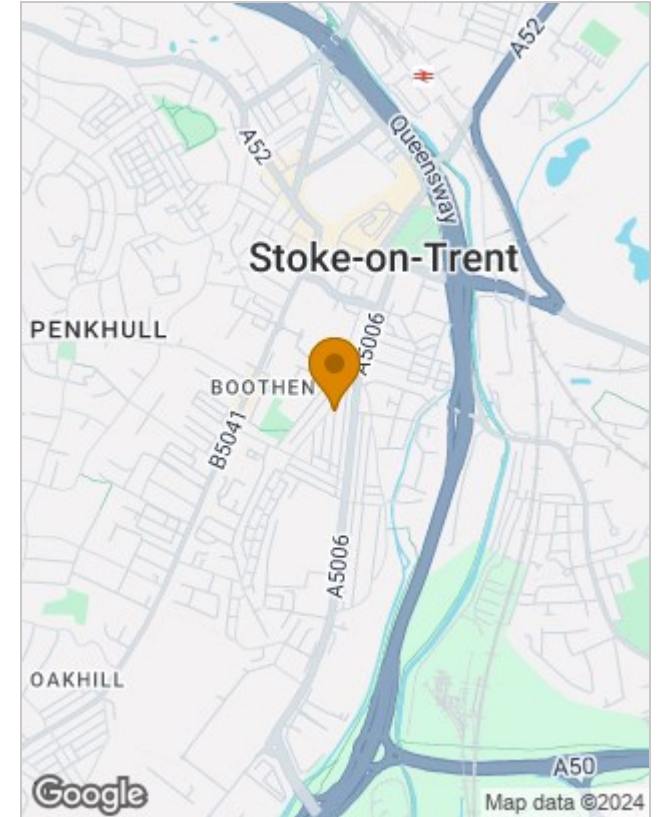 A52
A52
Queensway
Stoke-on-Trent
PENKHULL
A5006
BOOTHEN
B5041
A5006
OAKHILL
A50
Google
Map data ©2024